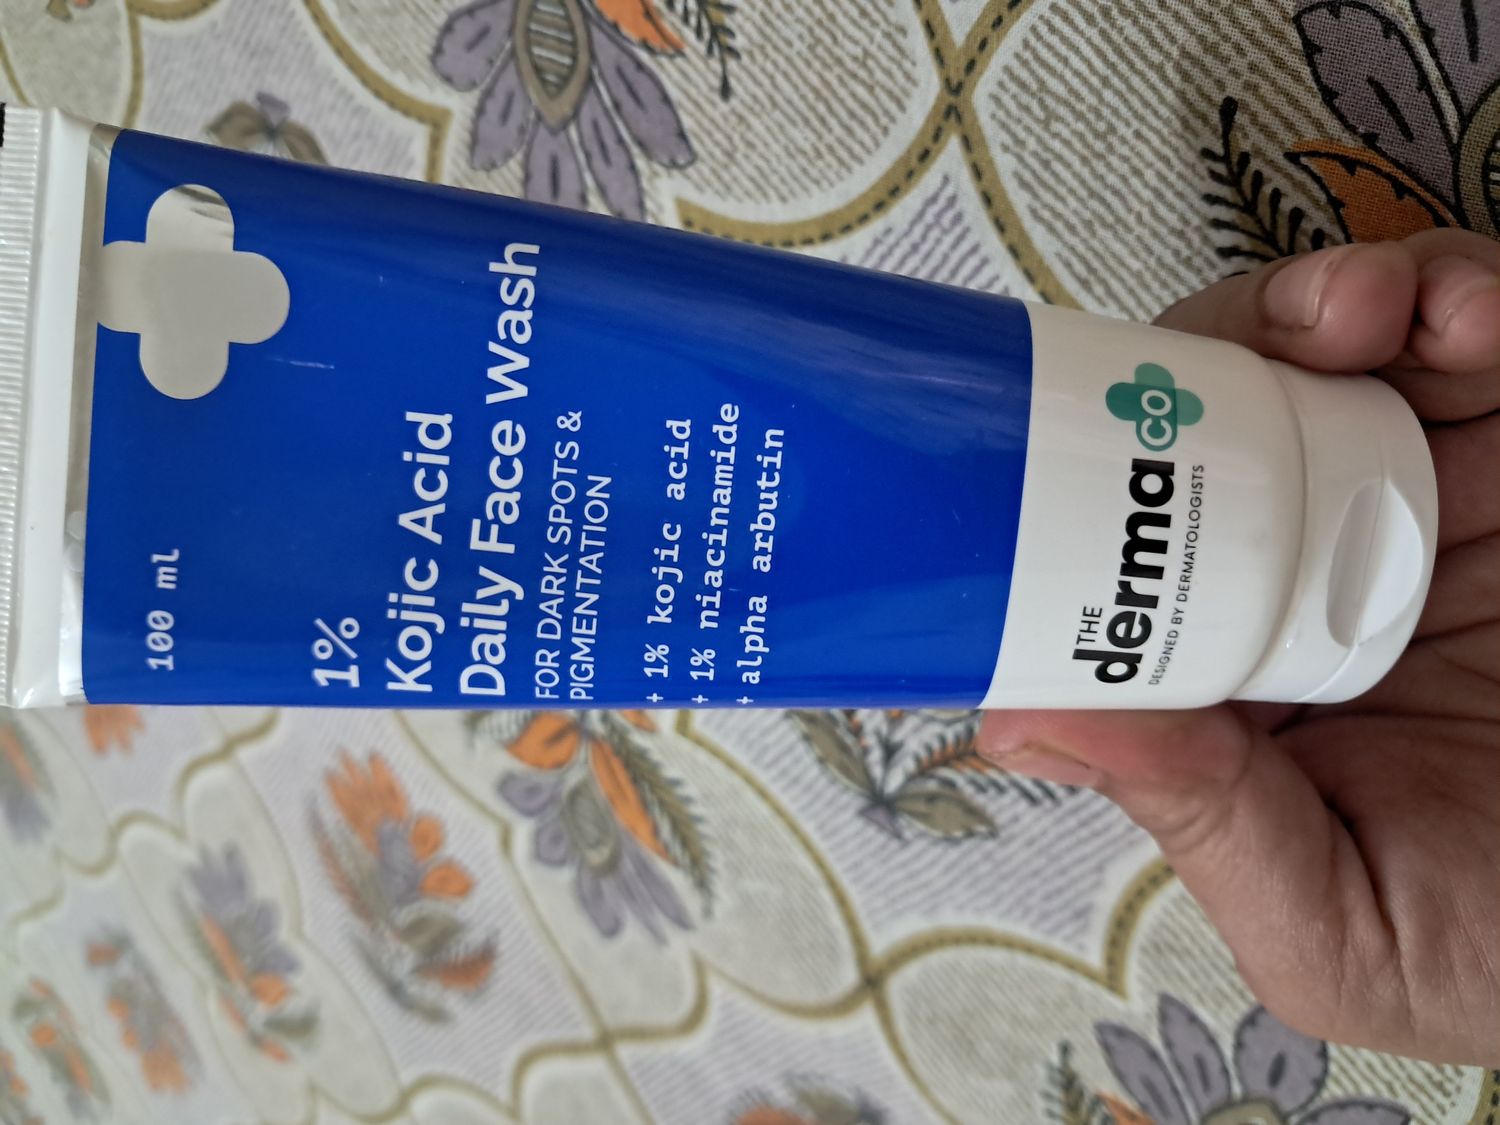 100 ml
1%
Kojic Acid
Daily Face Wash
FOR DARK SPOTS &
PIGMENTATION
+ 1% kojic acid
+ 1% niacinamide
+ alpha arbutin
THE
derma co
DESIGNED BY DERMATOLOGISTS